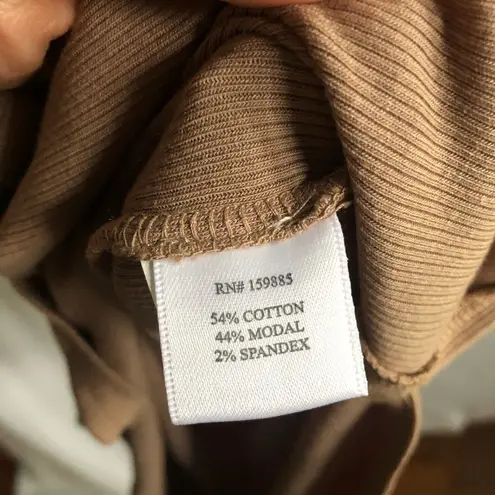 RN# 159885
54% COTTON
44% MODAL
2% SPANDEX